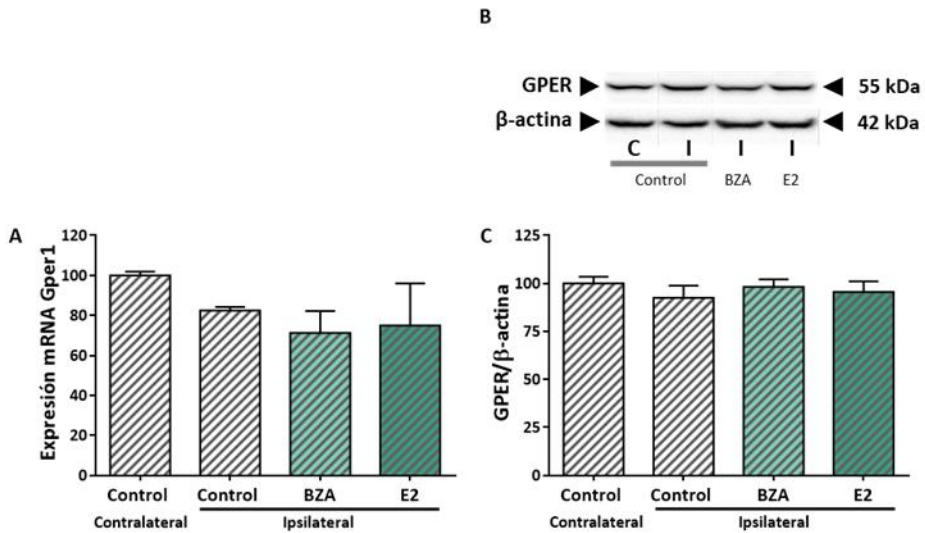 B
GPER 55 kDa
β-actina 42 kDa
C I I I
Control BZA E2
A
Expresión mRNA Gper1
120
100
80
60
40
20
0
Control Control BZA E2
Contralateral Ipsilateral
C
GPER/β-actina
125
100
75
50
25
0
Control Control BZA E2
Contralateral Ipsilateral